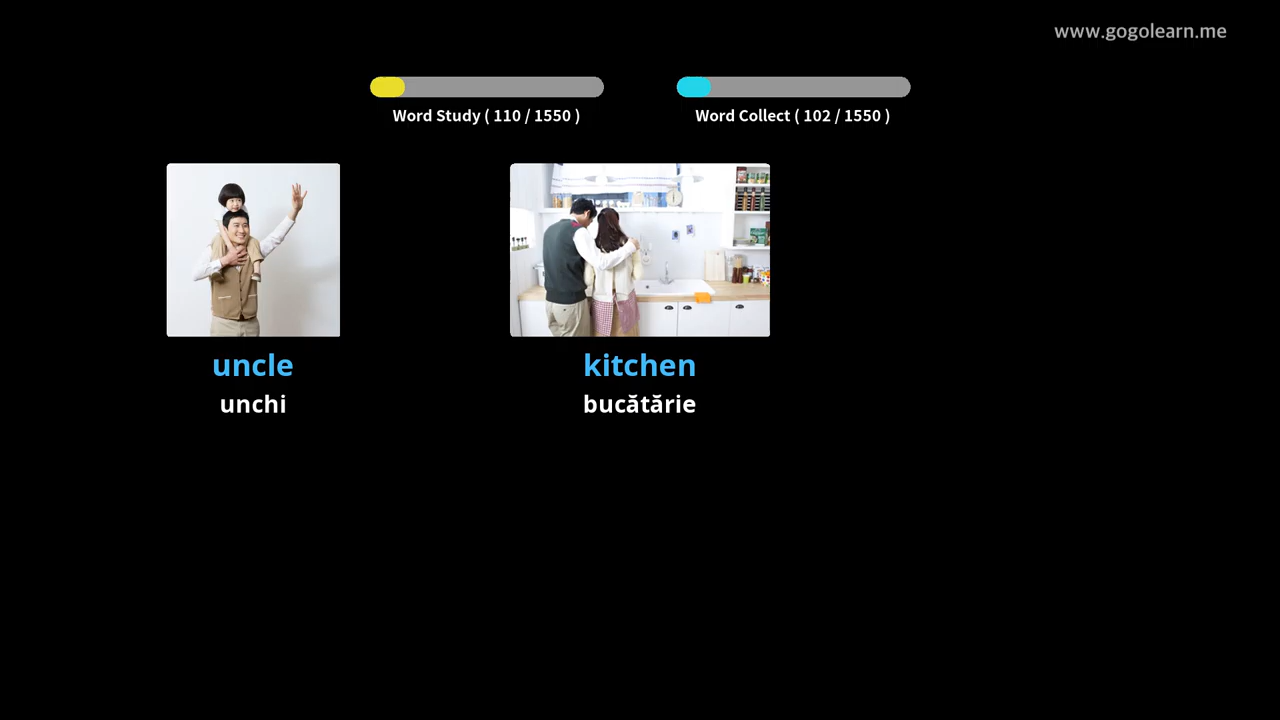 www.gogolearn.me
Word Study ( 110 / 1550 )
Word Collect ( 102 / 1550 )
uncle
unchi
kitchen
bucătărie